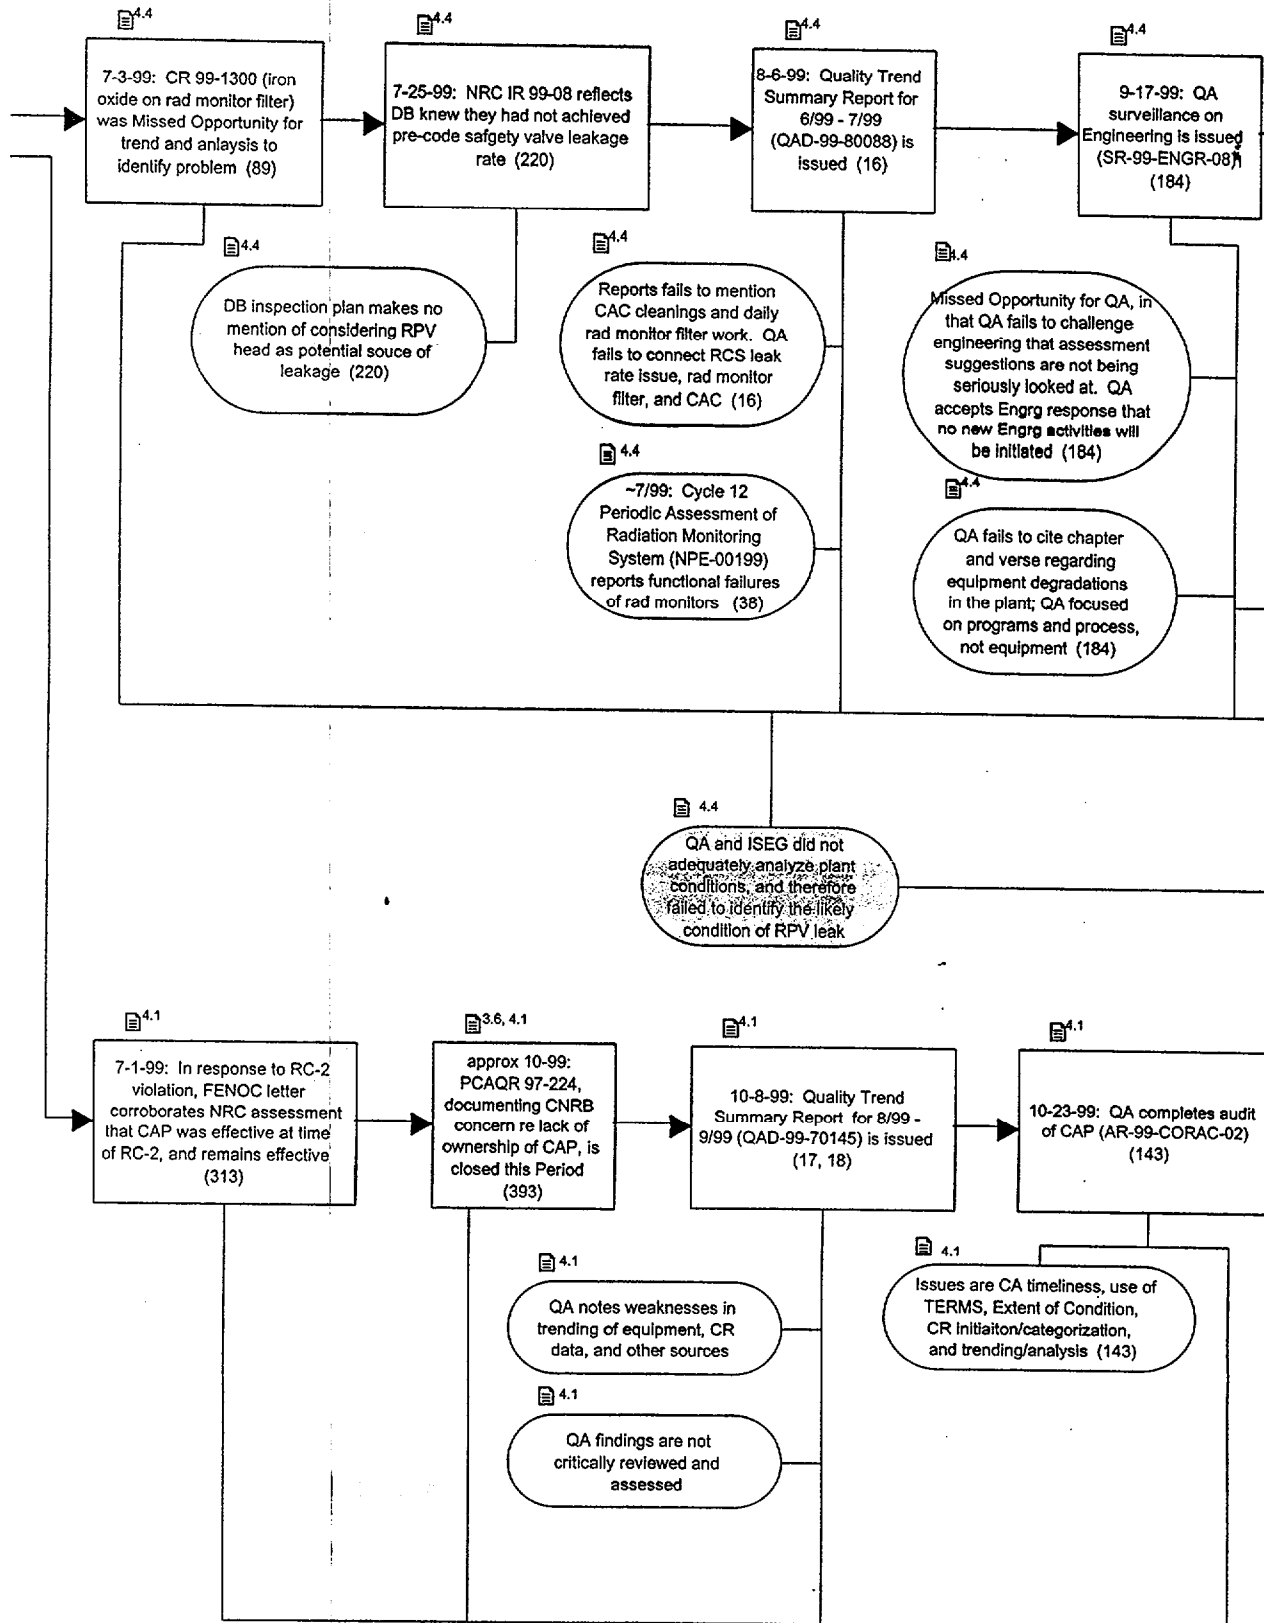 4.4
7-3-99: CR 99-1300 (iron
oxide on rad monitor filter)
was Missed Opportunity for
trend and anlaysis to
identify problem (89)
4.4
7-25-99: NRC IR 99-08 reflects
DB knew they had not achieved
pre-code safgety valve leakage
rate (220)
4.4
8-6-99: Quality Trend
Summary Report for
6/99 - 7/99
(QAD-99-80088) is
issued (16)
4.4
9-17-99: QA
surveillance on
Engineering is issued
(SR-99-ENGR-08)
(184)
4.4
DB inspection plan makes no
mention of considering RPV
head as potential souce of
leakage (220)
4.4
Reports fails to mention
CAC cleanings and daily
rad monitor filter work. QA
fails to connect RCS leak
rate issue, rad monitor
filter, and CAC (16)
4.4
~7/99: Cycle 12
Periodic Assessment of
Radiation Monitoring
System (NPE-00199)
reports functional failures
of rad monitors (38)
4.4
Missed Opportunity for QA, in
that QA fails to challenge
engineering that assessment
suggestions are not being
seriously looked at. QA
accepts Engrg response that
no new Engrg activities will
be initiated (184)
4.4
QA fails to cite chapter
and verse regarding
equipment degradations
in the plant; QA focused
on programs and process,
not equipment (184)
4.4
QA and ISEG did not
adequately analyze plant
conditions, and therefore
failed to identify the likely
condition of RPV leak
4.1
7-1-99: In response to RC-2
violation, FENOC letter
corroborates NRC assessment
that CAP was effective at time
of RC-2, and remains effective
(313)
3.6, 4.1
approx 10-99:
PCAQR 97-224,
documenting CNRB
concern re lack of
ownership of CAP, is
closed this Period
(393)
4.1
10-8-99: Quality Trend
Summary Report for 8/99 -
9/99 (QAD-99-70145) is issued
(17, 18)
4.1
10-23-99: QA completes audit
of CAP (AR-99-CORAC-02)
(143)
4.1
QA notes weaknesses in
trending of equipment, CR
data, and other sources
4.1
QA findings are not
critically reviewed and
assessed
4.1
Issues are CA timeliness, use of
TERMS, Extent of Condition,
CR initiaiton/categorization,
and trending/analysis (143)